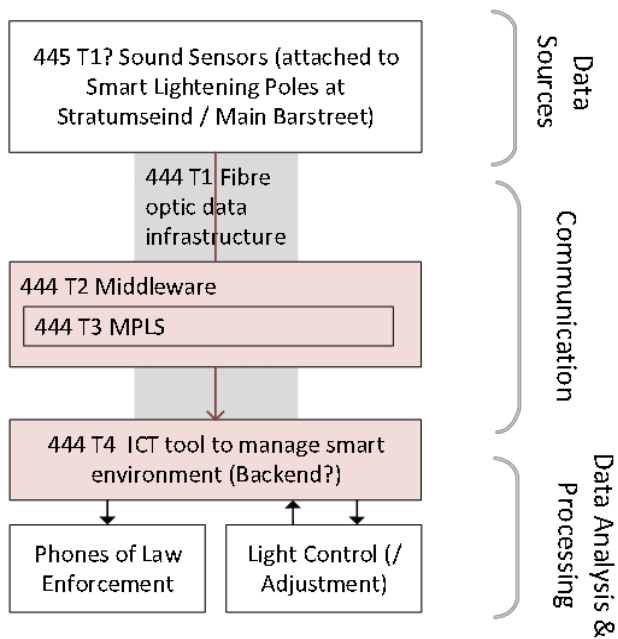 445 T1? Sound Sensors (attached to
Smart Lightening Poles at
Stratumseind / Main Barstreet)
Data
Sources
444 T1 Fibre
optic data
infrastructure
444 T2 Middleware
444 T3 MPLS
Communication
444 T4 ICT tool to manage smart
environment (Backend?)
Phones of Law
Enforcement
Light Control (/
Adjustment)
Data Analysis &
Processing